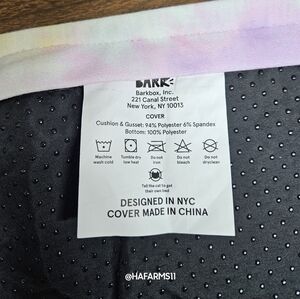 BARK
Barkbox, Inc.
221 Canal Street
New York, NY 10013
COVER
Cushion & Gusset: 94% Polyester 6% Spandex
Bottom: 100% Polyester
Machine wash cold
Tumble dry low heat
Do not iron
Do not bleach
Do not dryclean
Tell the cat to get
their own bed
DESIGNED IN NYC
COVER MADE IN CHINA
@HAFARMS11